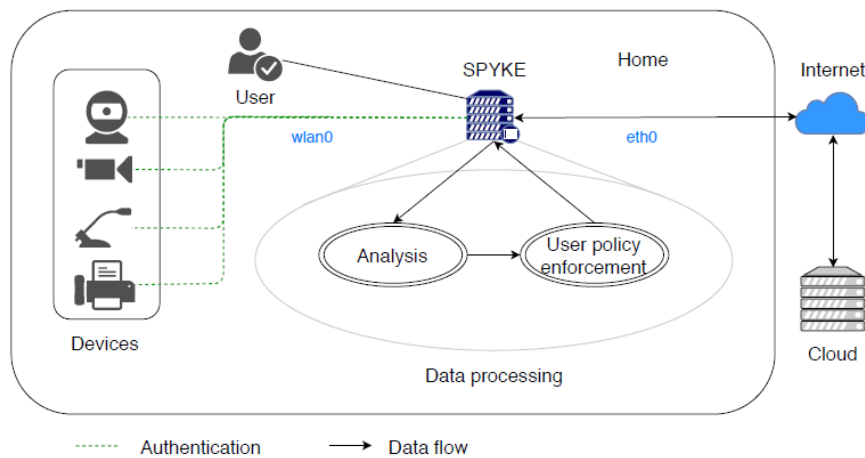 SPYKE
Home
Internet
User
wlan0
eth0
Analysis
User policy
enforcement
Devices
Cloud
Data processing
Authentication
Data flow